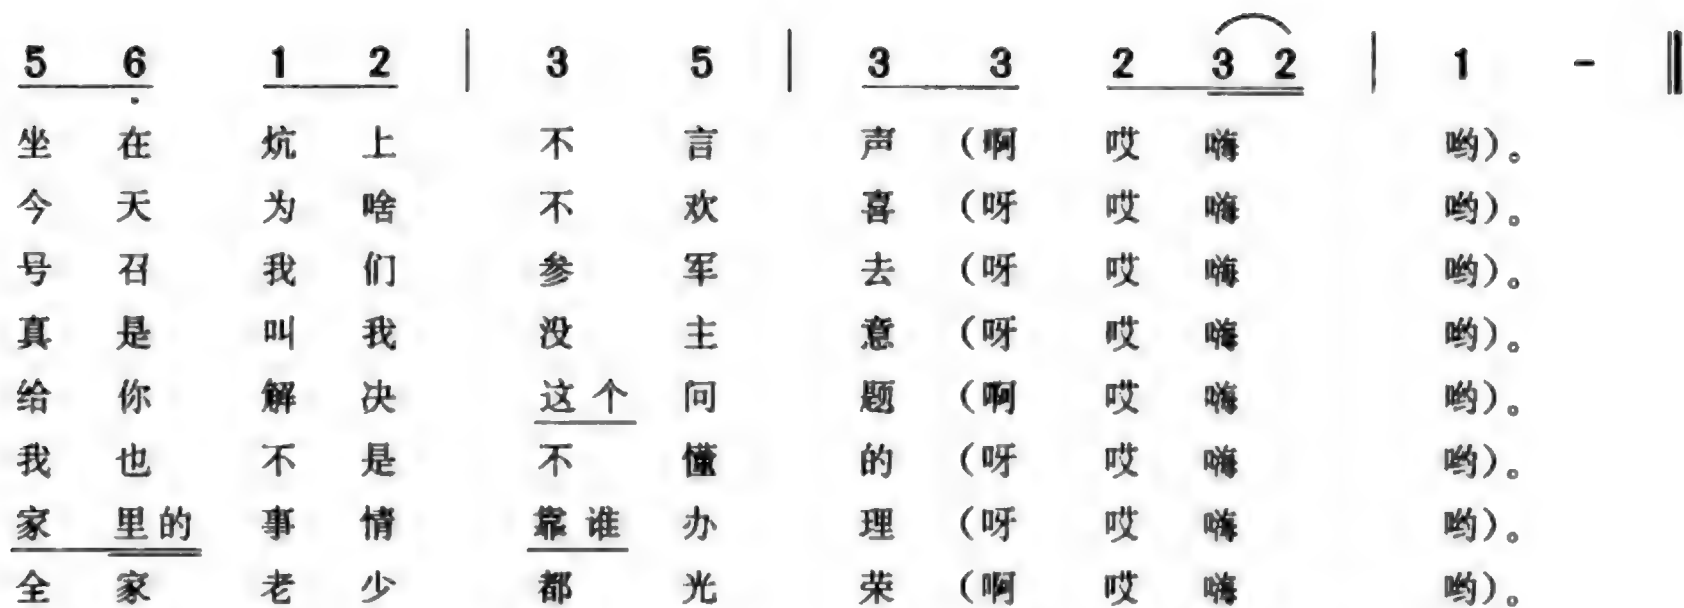 5 6 1 2 | 3 5 | 3 3 2 3 2 | 1 - ‖
坐 在 炕 上 不 言 声 (啊 哎 嗨 哟)。
今 天 为 啥 不 欢 喜 (呀 哎 嗨 哟)。
号 召 我 们 参 军 去 (呀 哎 嗨 哟)。
真 是 叫 我 没 主 意 (呀 哎 嗨 哟)。
给 你 解 决 这 个 问 题 (啊 哎 嗨 哟)。
我 也 不 是 不 懂 的 (呀 哎 嗨 哟)。
家 里 的 事 情 靠 谁 办 理 (呀 哎 嗨 哟)。
全 家 老 少 都 光 荣 (啊 哎 嗨 哟)。